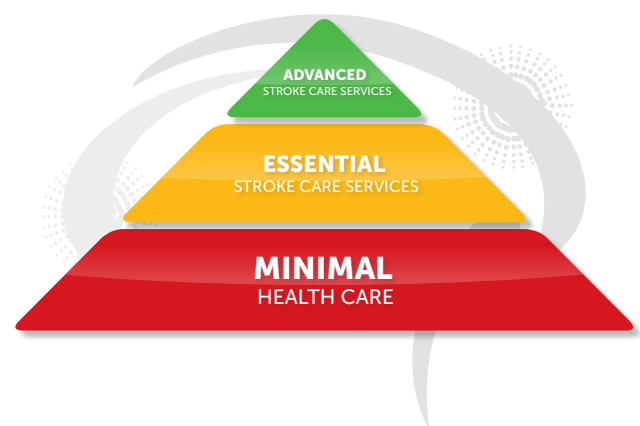 ADVANCED
STROKE CARE SERVICES
ESSENTIAL
STROKE CARE SERVICES
MINIMAL
HEALTH CARE